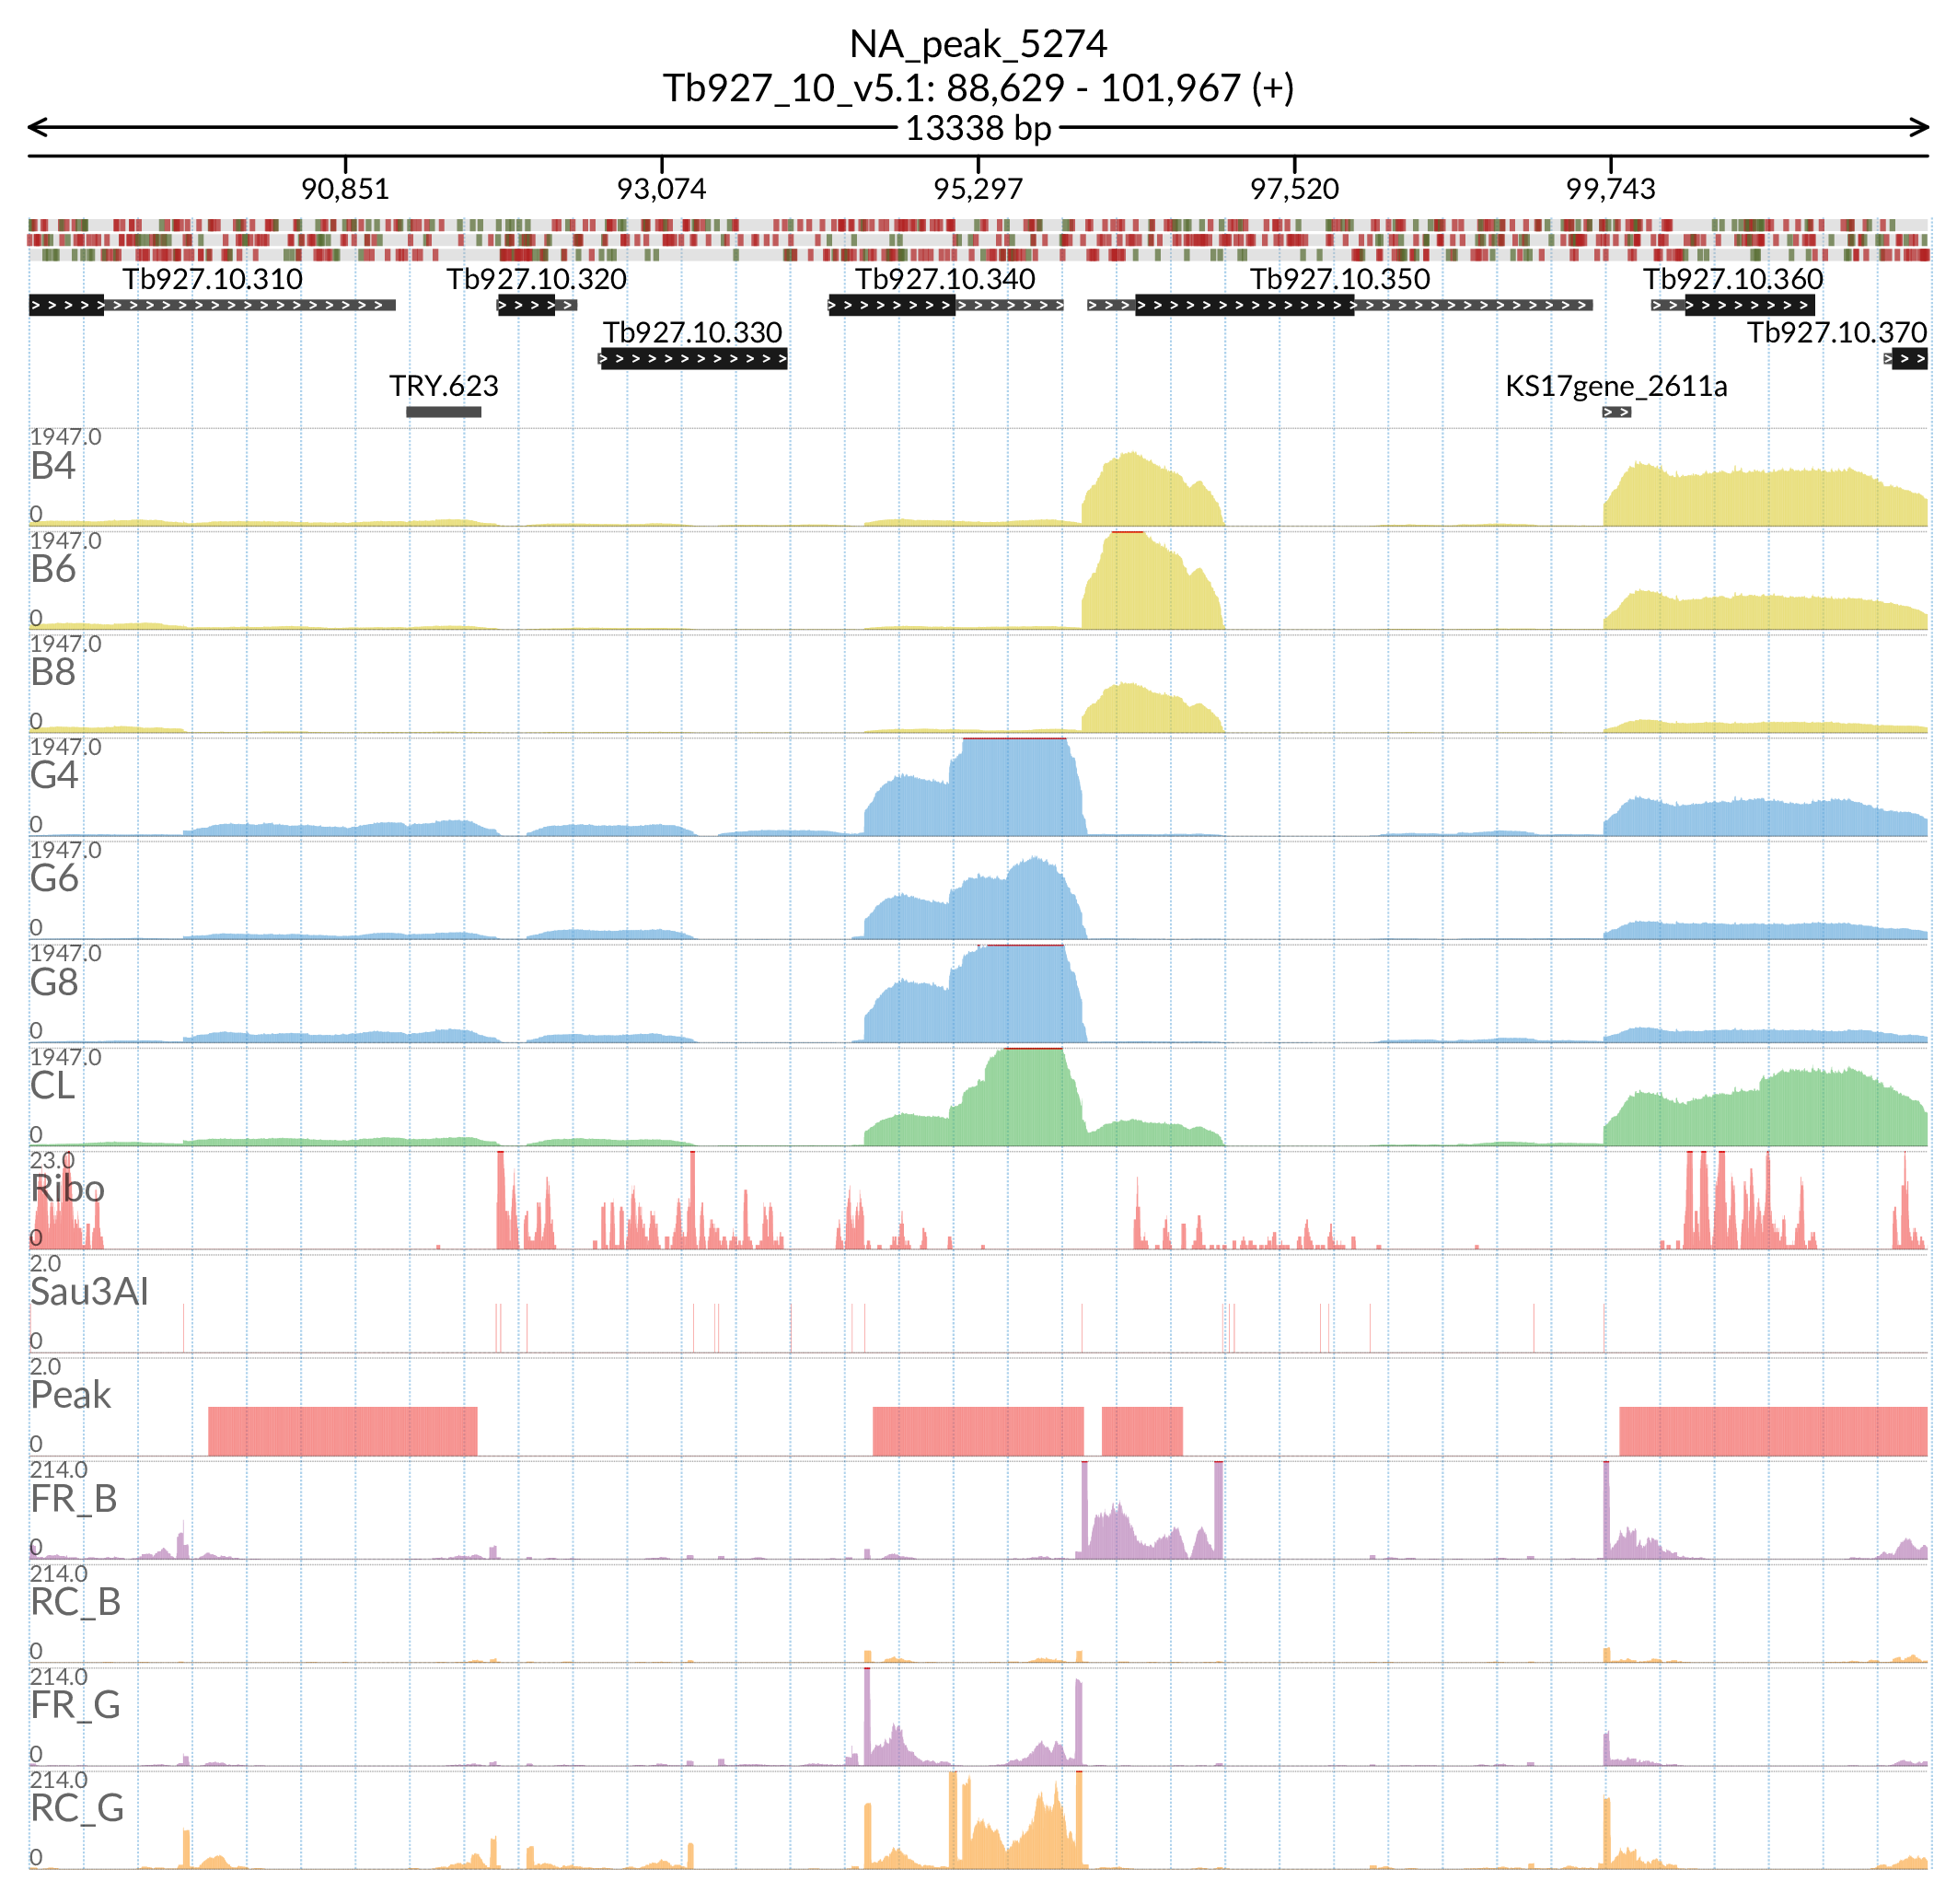 NA_peak_5274
Tb927_10_v5.1: 88,629 - 101,967 (+)
13338 bp
90,851 93,074 95,297 97,520 99,743
Tb927.10.310 Tb927.10.320 Tb927.10.340 Tb927.10.350 Tb927.10.360
Tb927.10.330 Tb927.10.370
TRY.623 KS17gene_2611a
1947.0
B4
0
1947.0
B6
0
1947.0
B8
0
1947.0
G4
0
1947.0
G6
0
1947.0
G8
0
1947.0
CL
0
23.0
Ribo
0
2.0
Sau3AI
0
2.0
Peak
0
214.0
FR_B
0
214.0
RC_B
0
214.0
FR_G
0
214.0
RC_G
0